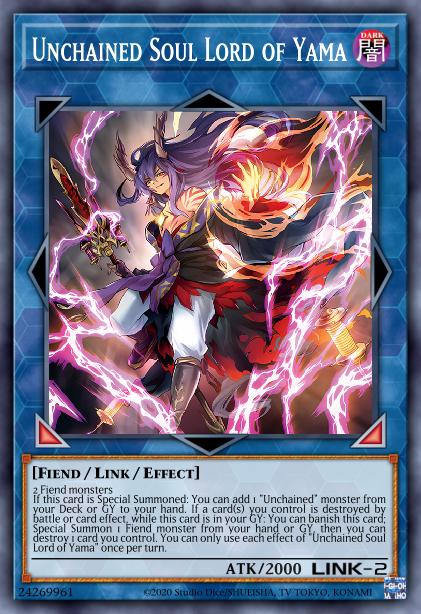 UNCHAINED SOUL LORD OF YAMA
DARK
闇
[FIEND / LINK / EFFECT]
2 Fiend monsters
If this card is Special Summoned: You can add 1 "Unchained" monster from
your Deck or GY to your hand. If a card(s) you control is destroyed by
battle or card effect, while this card is in your GY: You can banish this card;
Special Summon 1 Fiend monster from your hand or GY, then you can
destroy 1 card you control. You can only use each effect of "Unchained Soul
Lord of Yama" once per turn.
ATK/2000 LINK-2
24269961 ©2020 Studio Dice/SHUEISHA, TV TOKYO, KONAMI